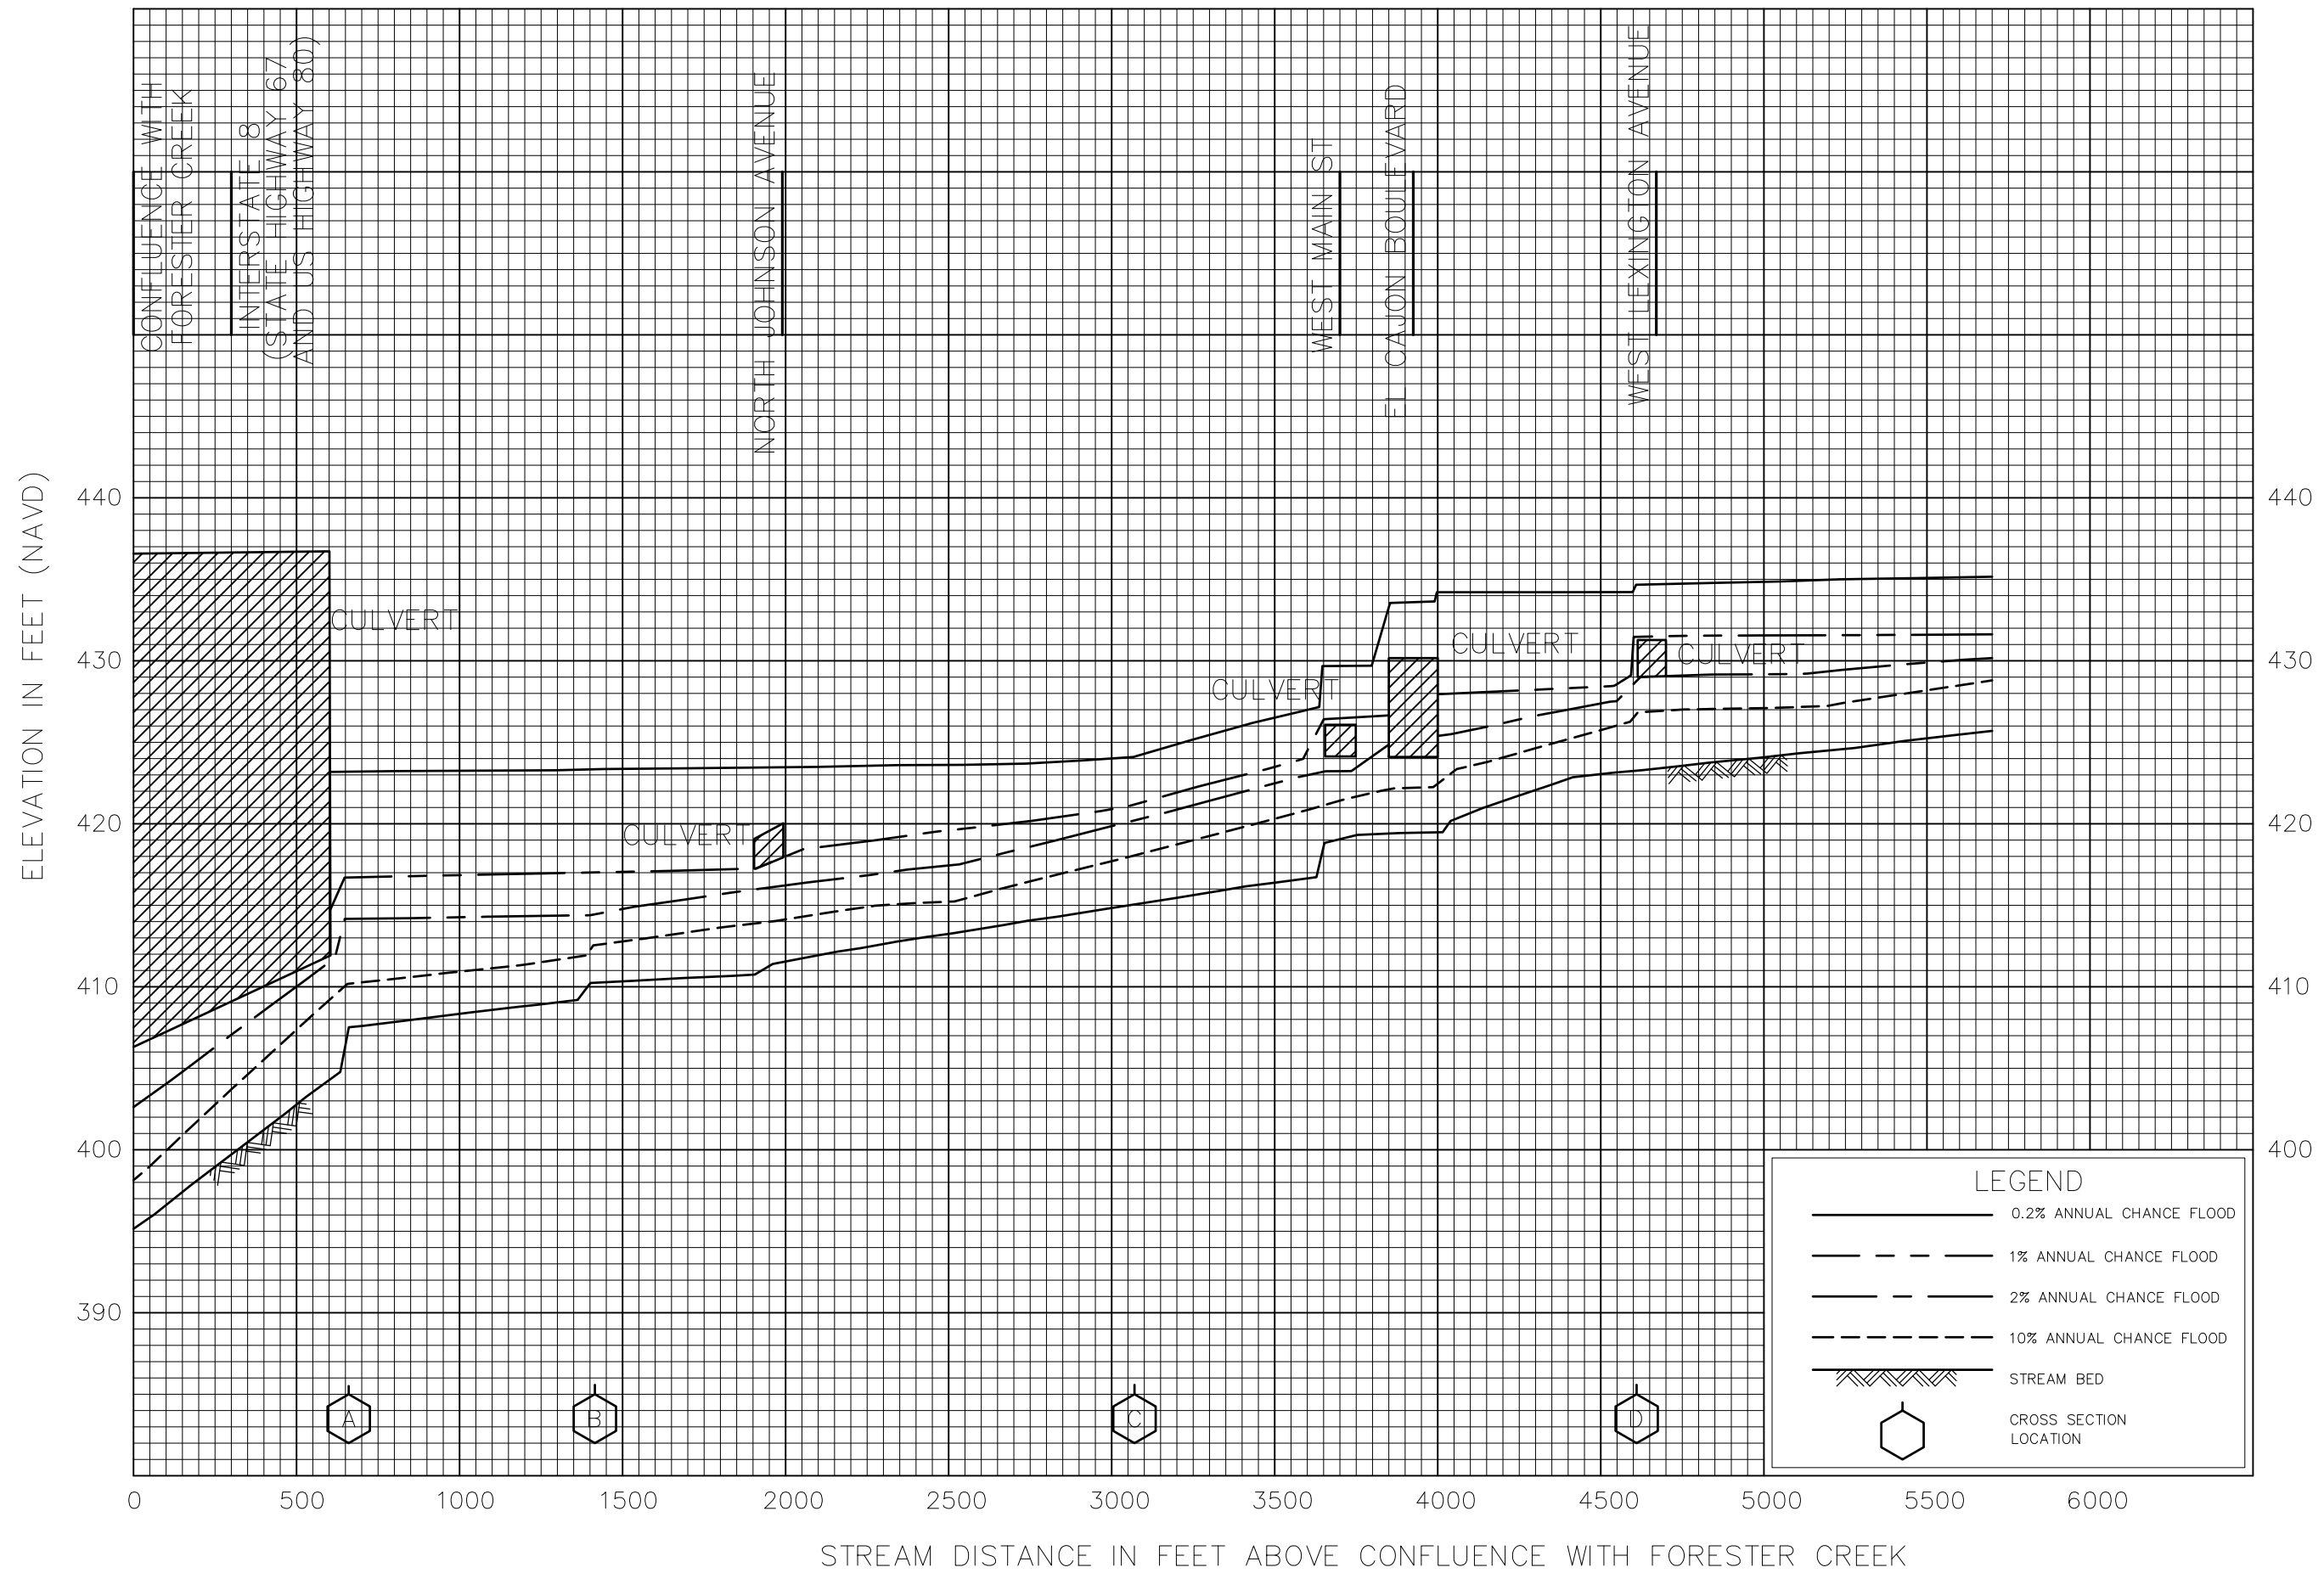 CONFLUENCE WITH
FORESTER CREEK
INTERSTATE 8
(STATE HIGHWAY 67
AND US HIGHWAY 80)
NORTH JOHNSON AVENUE
WEST MAIN ST
EL CAJON BOULEVARD
WEST LEXINGTON AVENUE
ELEVATION IN FEET (NAVD)
440
430
420
410
400
390
440
430
420
410
400
CULVERT
CULVERT
CULVERT
CULVERT
CULVERT
A
B
C
D
LEGEND
0.2% ANNUAL CHANCE FLOOD
1% ANNUAL CHANCE FLOOD
2% ANNUAL CHANCE FLOOD
10% ANNUAL CHANCE FLOOD
STREAM BED
CROSS SECTION
LOCATION
0 500 1000 1500 2000 2500 3000 3500 4000 4500 5000 5500 6000
STREAM DISTANCE IN FEET ABOVE CONFLUENCE WITH FORESTER CREEK